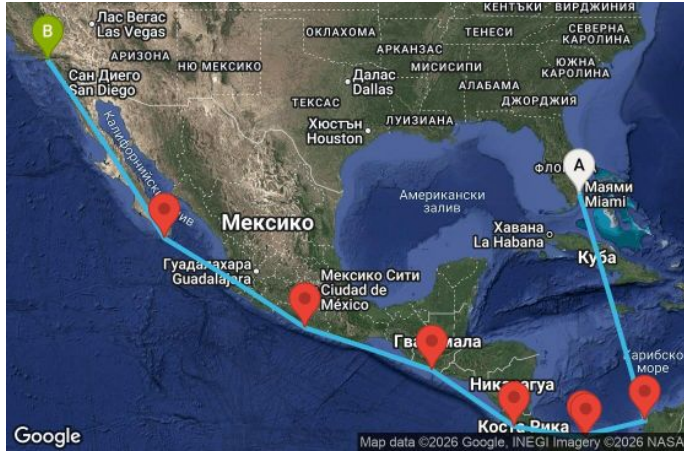 КЕНТЪКИ
ВИРДЖИНИЯ
Лас Вегас
Las Vegas
ОКЛАХОМА
ТЕНЕСИ
СЕВЕРНА
КАРОЛИНА
B
АРИЗОНА
НЮ МЕКСИКО
АРКАНЗАС
МИСИСИПИ
ЮЖНА
КАРОЛИНА
Сан Диего
San Diego
Далас
Dallas
АЛАБАМА
ТЕКСАС
ДЖОРДЖИЯ
Хюстън
Houston
ЛУИЗИАНА
A
Маями
Miami
Американски
залив
Мексико
Хавана
La Habana
Куба
Гуадалахара
Guadalajara
Мексико Сити
Ciudad de
México
море
Никарагуа
Коста Рика
Google
Map data ©2026 Google, INEGI Imagery ©2026 NASA